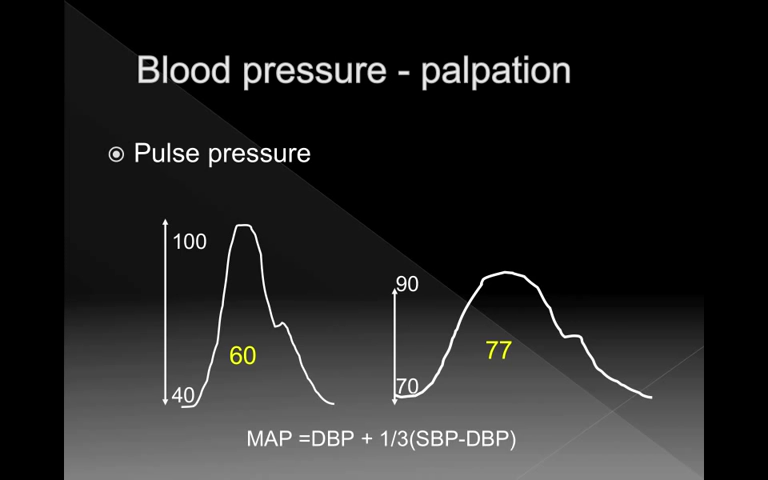 Blood pressure - palpation
Pulse pressure
100
60
40
90
77
70
MAP =DBP + 1/3(SBP-DBP)